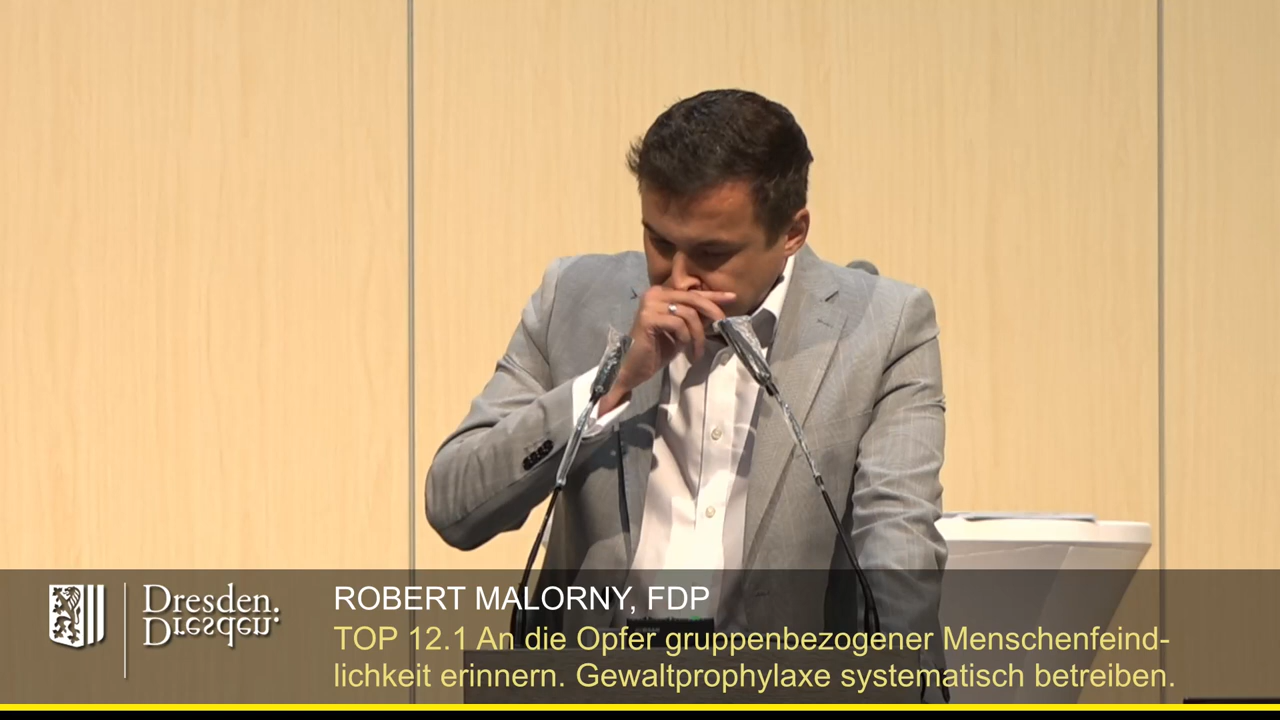 Dresden.
Dresden.
ROBERT MALORNY, FDP
TOP 12.1 An die Opfer gruppenbezogener Menschenfeind-
lichkeit erinnern. Gewaltprophylaxe systematisch betreiben.